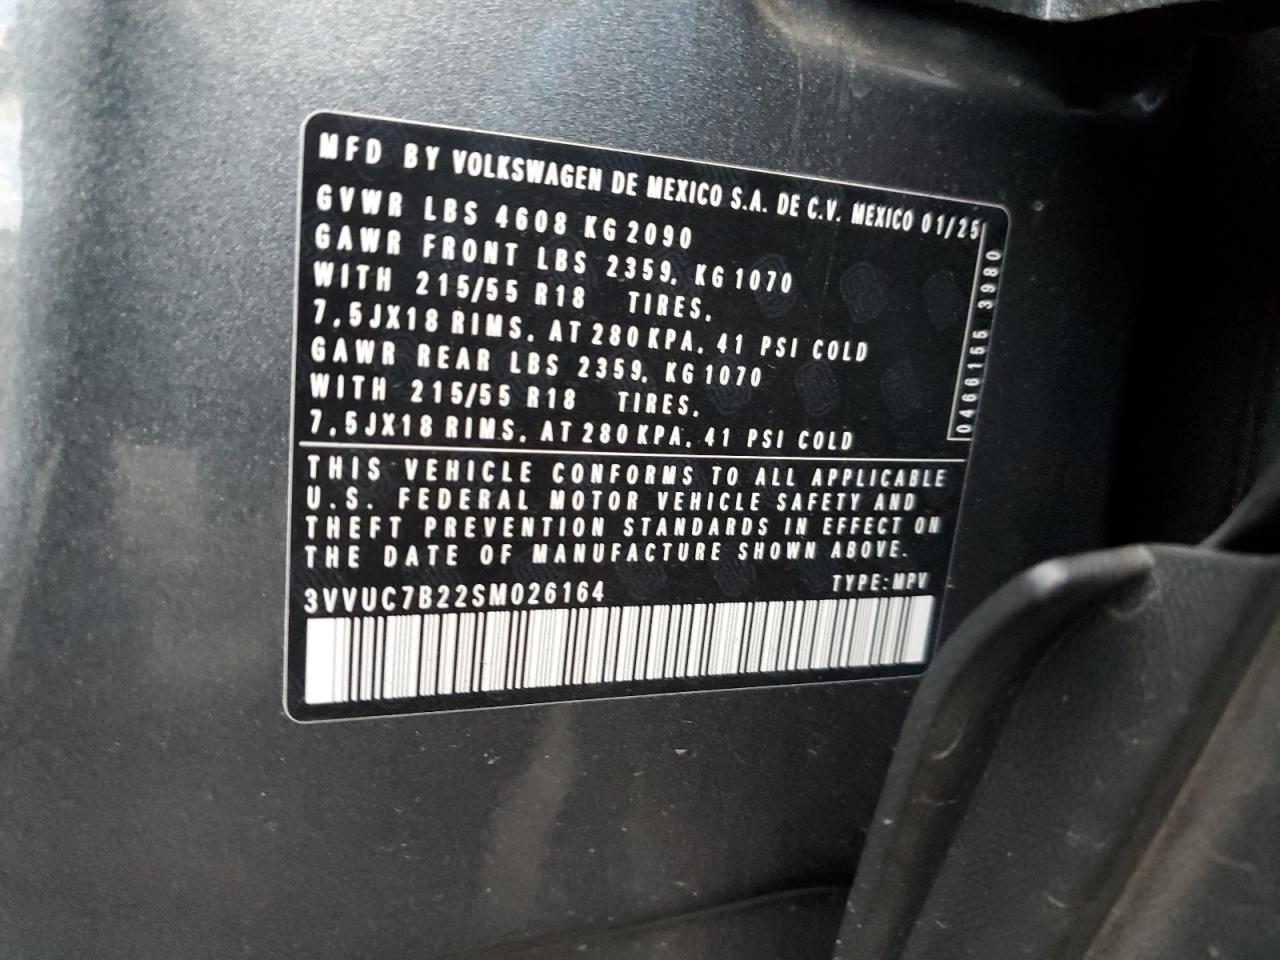 MFD BY VOLKSWAGEN DE MEXICO S.A. DE C.V. MEXICO 01/25
GVWR LBS 4608 KG 2090
GAWR FRONT LBS 2359. KG 1070
WITH 215/55 R18 TIRES.
7.5JX18 RIMS. AT 280 KPA. 41 PSI COLD
GAWR REAR LBS 2359. KG 1070
WITH 215/55 R18 TIRES.
7.5JX18 RIMS. AT 280 KPA. 41 PSI COLD
0466155 3980
THIS VEHICLE CONFORMS TO ALL APPLICABLE
U.S. FEDERAL MOTOR VEHICLE SAFETY AND
THEFT PREVENTION STANDARDS IN EFFECT ON
THE DATE OF MANUFACTURE SHOWN ABOVE.
3VVUC7B22SM026164 TYPE:MPV